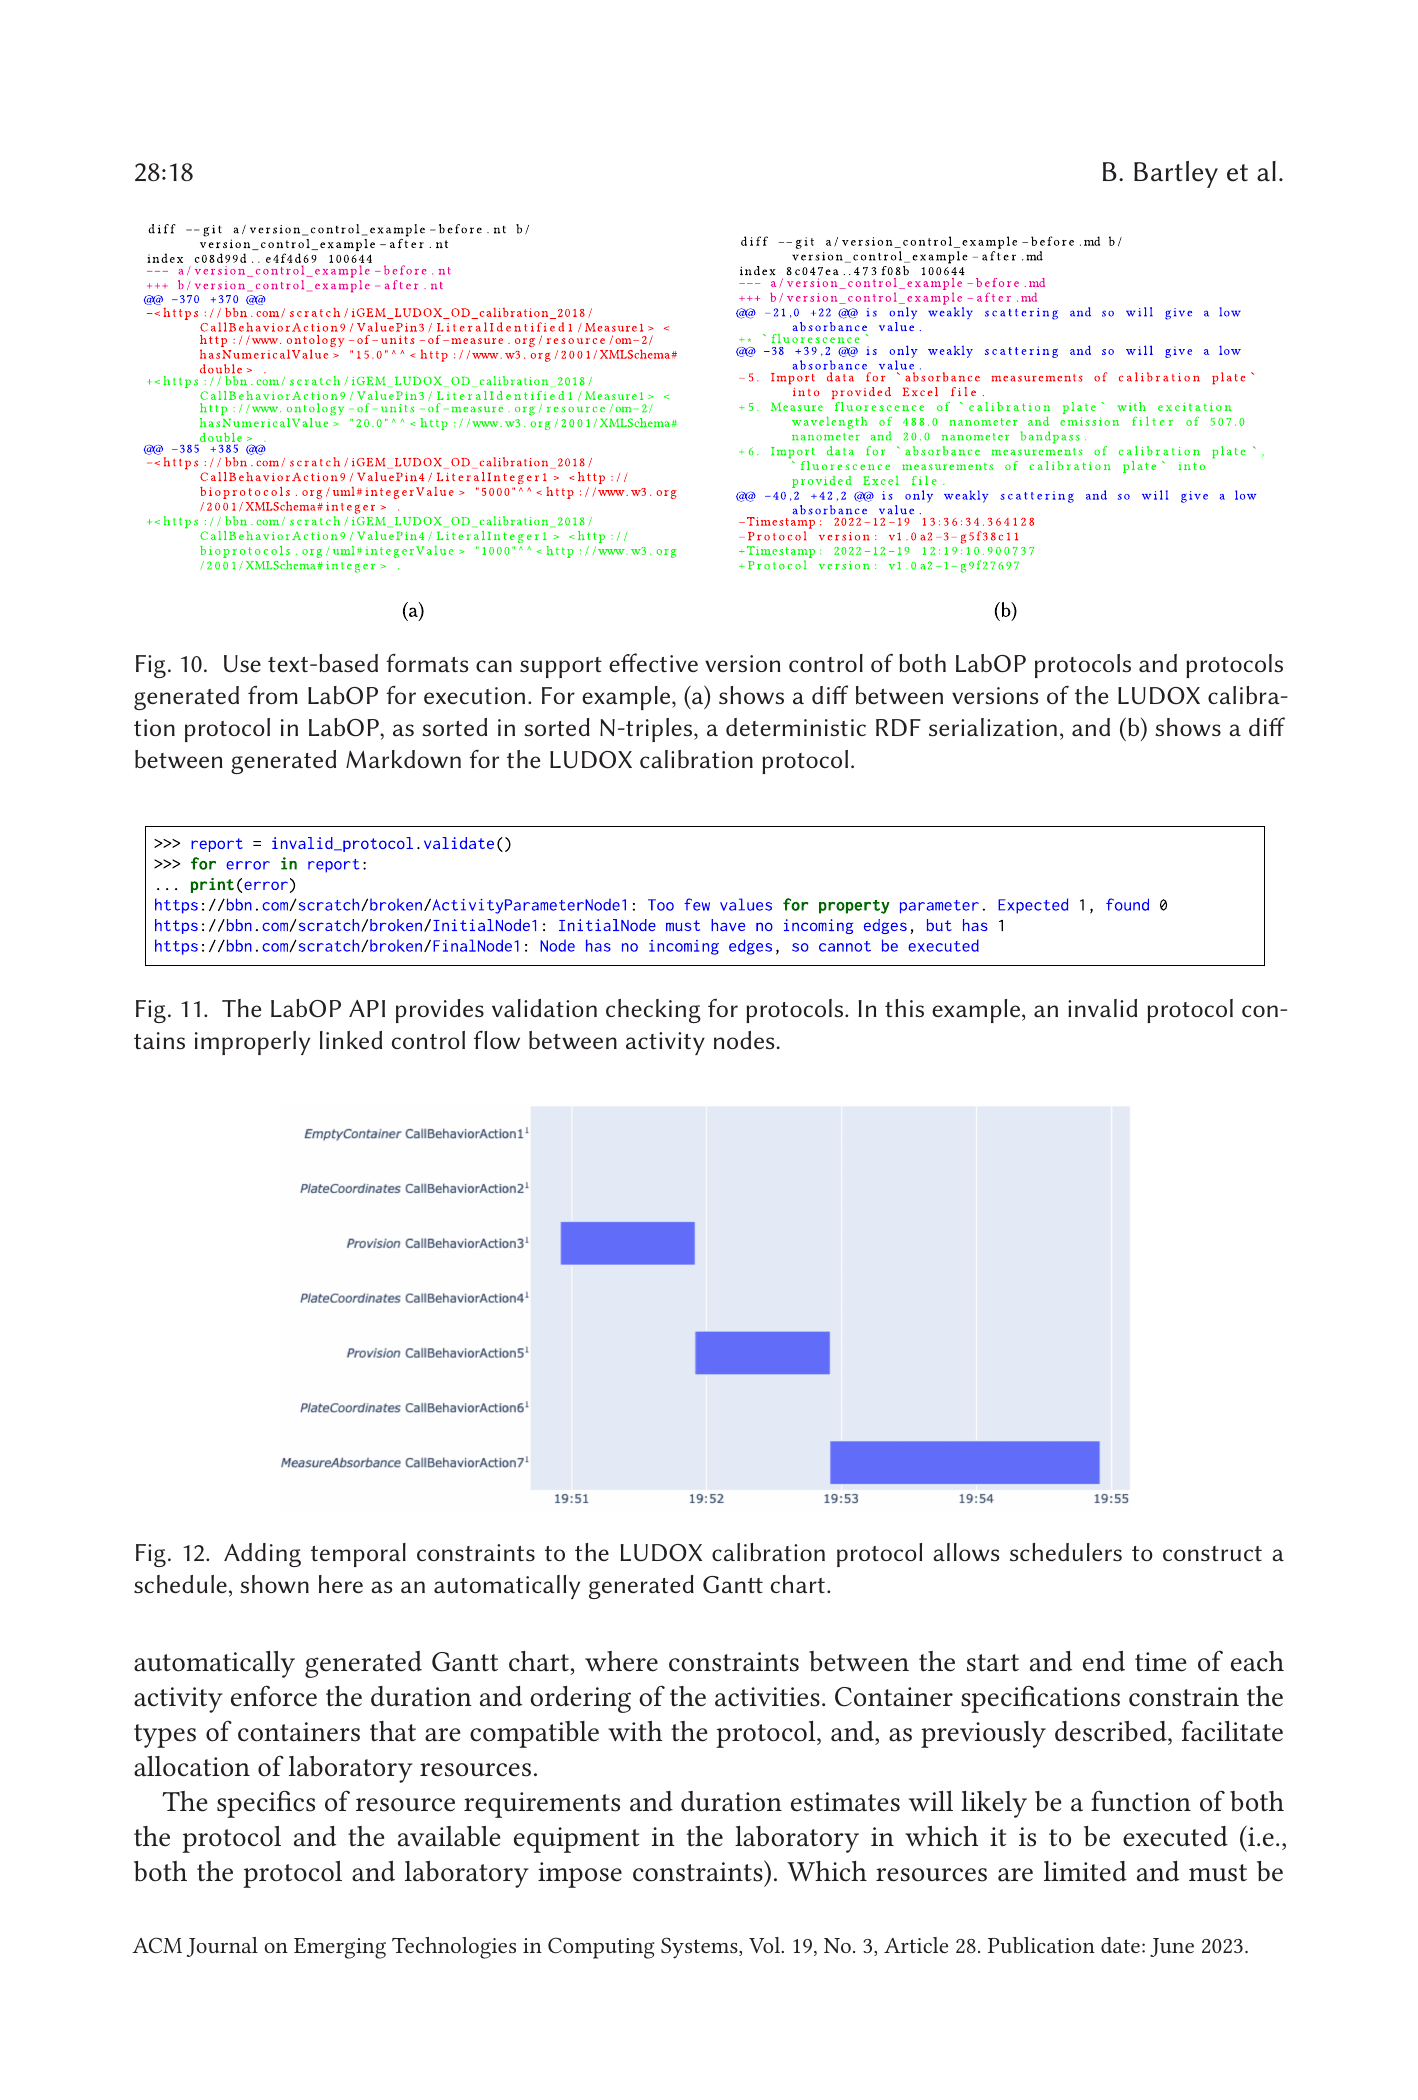 28:18
B. Bartley et al.
diff --git a/version_control_example-before.nt b/
version_control_example-after.nt
index c08d99d..e4f4d69 100644
--- a/version_control_example-before.nt
+++ b/version_control_example-after.nt
@@ -370 +370 @@
-<https://bbn.com/scratch/iGEM_LUDOX_OD_calibration_2018/
CallBehaviorAction9/ValuePin3/LiteralIdentified1/Measure1> <
http://www.ontology-of-units-of-measure.org/resource/om-2/
hasNumericalValue> "15.0"^^<http://www.w3.org/2001/XMLSchema#
double> .
+<https://bbn.com/scratch/iGEM_LUDOX_OD_calibration_2018/
CallBehaviorAction9/ValuePin3/LiteralIdentified1/Measure1> <
http://www.ontology-of-units-of-measure.org/resource/om-2/
hasNumericalValue> "20.0"^^<http://www.w3.org/2001/XMLSchema#
double> .
@@ -385 +385 @@
-<https://bbn.com/scratch/iGEM_LUDOX_OD_calibration_2018/
CallBehaviorAction9/ValuePin4/LiteralInteger1> <http://
bioprotocols.org/uml#integerValue> "5000"^^<http://www.w3.org
/2001/XMLSchema#integer> .
+<https://bbn.com/scratch/iGEM_LUDOX_OD_calibration_2018/
CallBehaviorAction9/ValuePin4/LiteralInteger1> <http://
bioprotocols.org/uml#integerValue> "1000"^^<http://www.w3.org
/2001/XMLSchema#integer> .
(a)
diff --git a/version_control_example-before.md b/
version_control_example-after.md
index 8c047ea..473f08b 100644
--- a/version_control_example-before.md
+++ b/version_control_example-after.md
@@ -21,0 +22 @@ is only weakly scattering and so will give a low
absorbance value.
+* `fluorescence`
@@ -38 +39,2 @@ is only weakly scattering and so will give a low
absorbance value.
-5. Import data for `absorbance measurements of calibration plate`
into provided Excel file.
+5. Measure fluorescence of `calibration plate` with excitation
wavelength of 488.0 nanometer and emission filter of 507.0
nanometer and 20.0 nanometer bandpass.
+6. Import data for `absorbance measurements of calibration plate`,
`fluorescence measurements of calibration plate` into
provided Excel file.
@@ -40,2 +42,2 @@ is only weakly scattering and so will give a low
absorbance value.
-Timestamp: 2022-12-19 13:36:34.364128
-Protocol version: v1.0a2-3-g5f38c11
+Timestamp: 2022-12-19 12:19:10.900737
+Protocol version: v1.0a2-1-g9f27697
(b)
Fig. 10. Use text-based formats can support effective version control of both LabOP protocols and protocols
generated from LabOP for execution. For example, (a) shows a diff between versions of the LUDOX calibra-
tion protocol in LabOP, as sorted in sorted N-triples, a deterministic RDF serialization, and (b) shows a diff
between generated Markdown for the LUDOX calibration protocol.
>>> report = invalid_protocol.validate()
>>> for error in report:
... print(error)
https://bbn.com/scratch/broken/ActivityParameterNode1: Too few values for property parameter. Expected 1, found 0
https://bbn.com/scratch/broken/InitialNode1: InitialNode must have no incoming edges, but has 1
https://bbn.com/scratch/broken/FinalNode1: Node has no incoming edges, so cannot be executed
Fig. 11. The LabOP API provides validation checking for protocols. In this example, an invalid protocol con-
tains improperly linked control flow between activity nodes.
EmptyContainer CallBehaviorAction1¹
PlateCoordinates CallBehaviorAction2¹
Provision CallBehaviorAction3¹
PlateCoordinates CallBehaviorAction4¹
Provision CallBehaviorAction5¹
PlateCoordinates CallBehaviorAction6¹
MeasureAbsorbance CallBehaviorAction7¹
19:51 19:52 19:53 19:54 19:55
Fig. 12. Adding temporal constraints to the LUDOX calibration protocol allows schedulers to construct a
schedule, shown here as an automatically generated Gantt chart.
automatically generated Gantt chart, where constraints between the start and end time of each
activity enforce the duration and ordering of the activities. Container specifications constrain the
types of containers that are compatible with the protocol, and, as previously described, facilitate
allocation of laboratory resources.
The specifics of resource requirements and duration estimates will likely be a function of both
the protocol and the available equipment in the laboratory in which it is to be executed (i.e.,
both the protocol and laboratory impose constraints). Which resources are limited and must be
ACM Journal on Emerging Technologies in Computing Systems, Vol. 19, No. 3, Article 28. Publication date: June 2023.